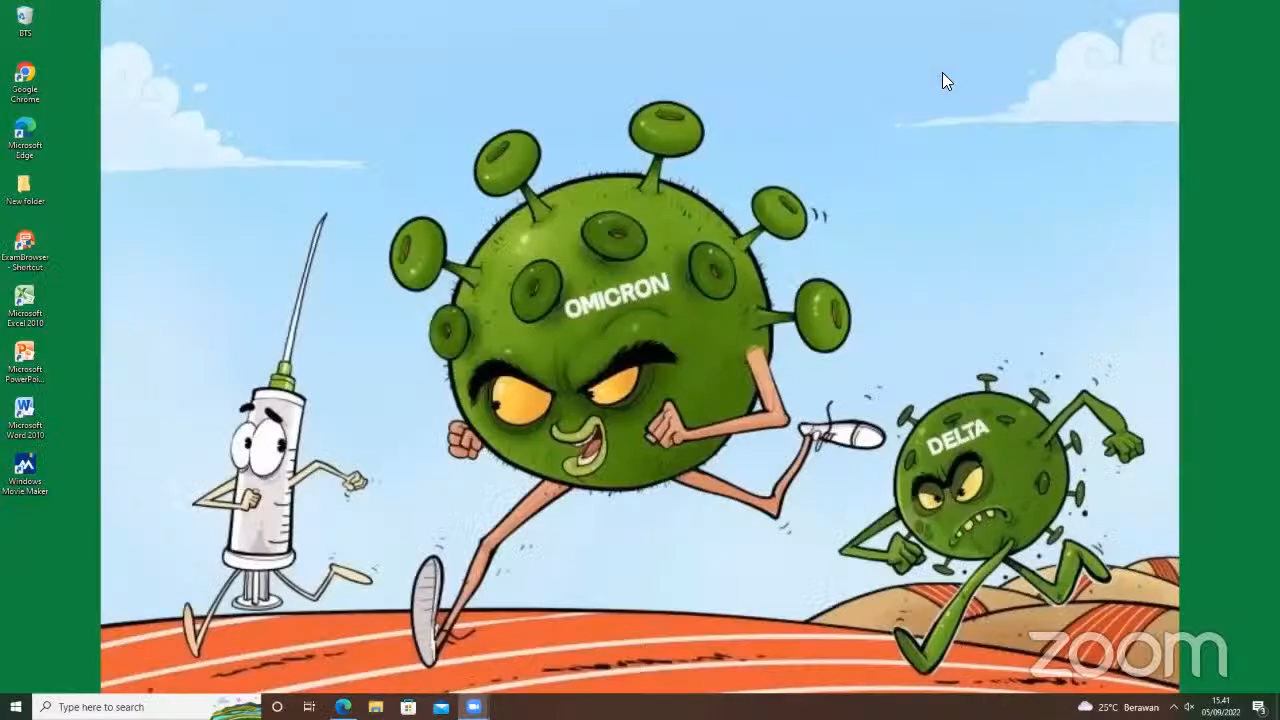 BTS
Google
Chrome
Microsoft
Edge
New folder
ExamBrowser
- Shortcut
Microsoft
Excel 2010
Microsoft
PowerPoi...
Microsoft
Word 2010
Windows
Movie Maker
OMICRON
DELTA
zoom
Type here to search
25°C Berawan
15.41
05/09/2022